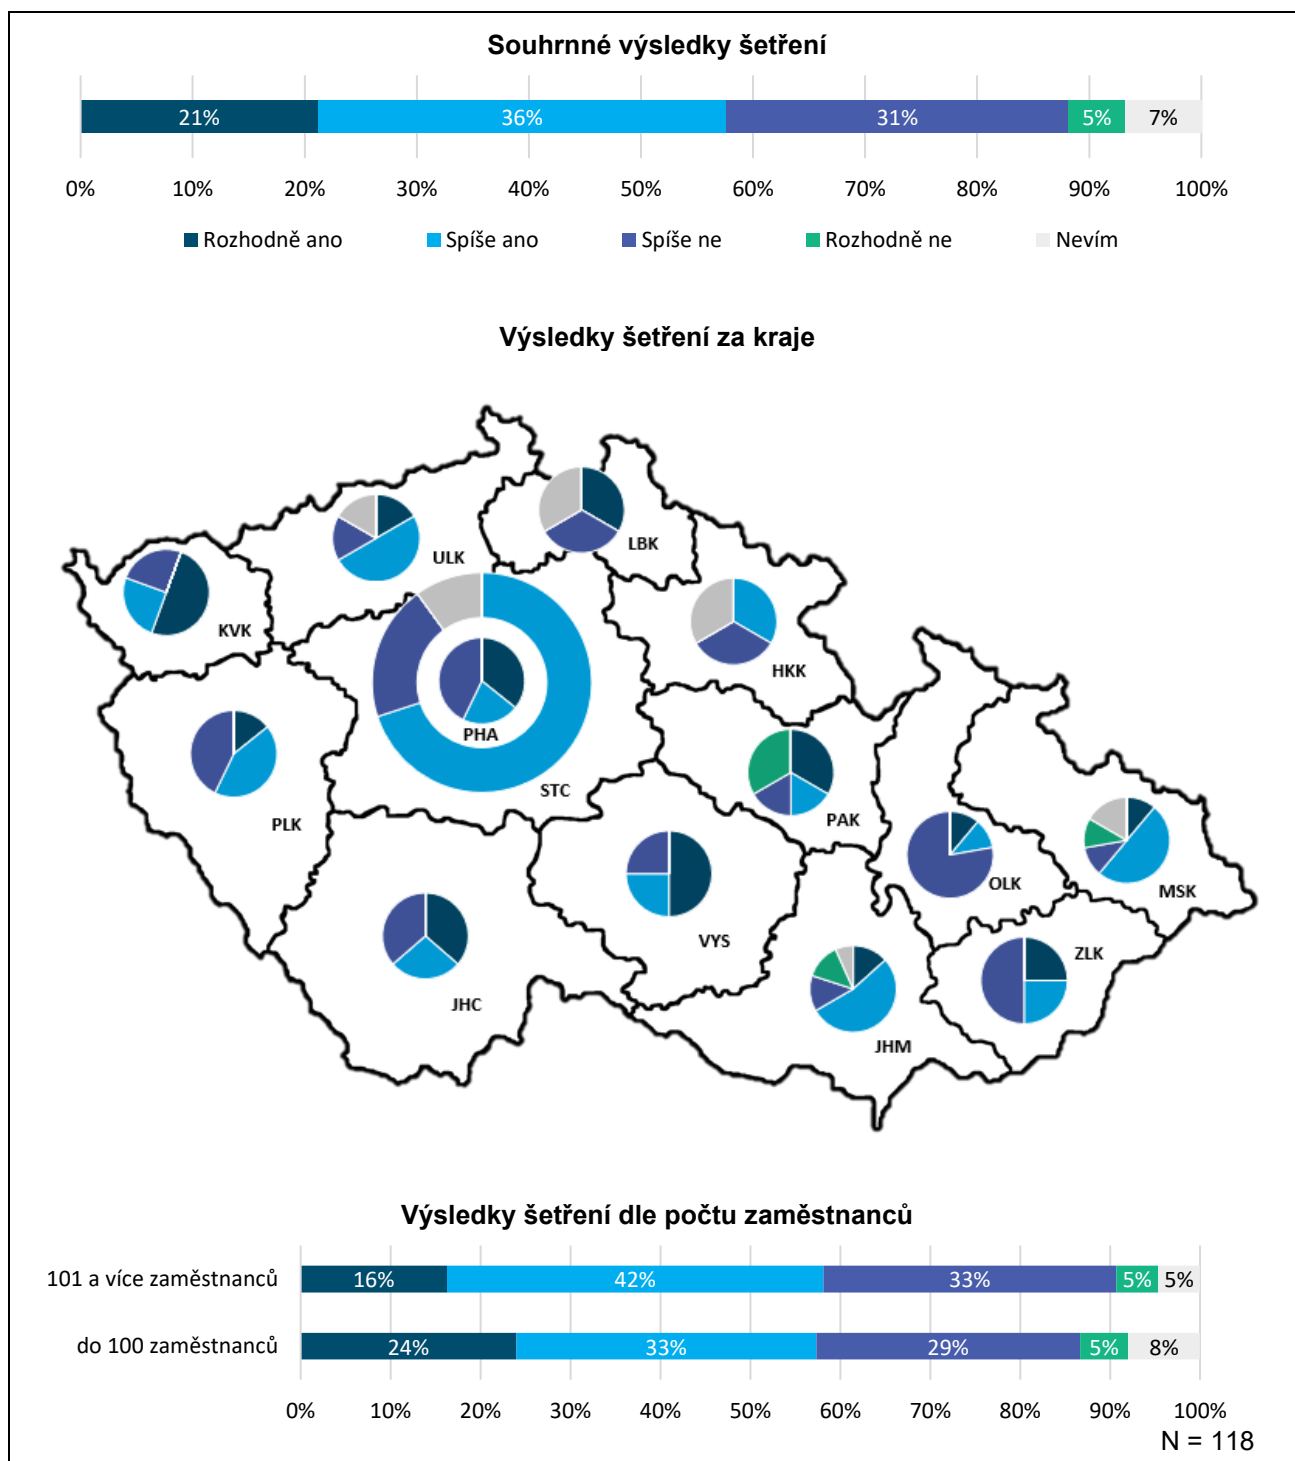 Souhrnné výsledky šetření
21% 36% 31% 5% 7%
0% 10% 20% 30% 40% 50% 60% 70% 80% 90% 100%
Rozhodně ano Spíše ano Spíše ne Rozhodně ne Nevím
Výsledky šetření za kraje
LBK
ULK
KVK
HKK
PHA
STC
PLK
PAK
OLK
MSK
VYS
ZLK
JHC
JHM
Výsledky šetření dle počtu zaměstnanců
101 a více zaměstnanců 16% 42% 33% 5% 5%
do 100 zaměstnanců 24% 33% 29% 5% 8%
0% 10% 20% 30% 40% 50% 60% 70% 80% 90% 100%
N = 118